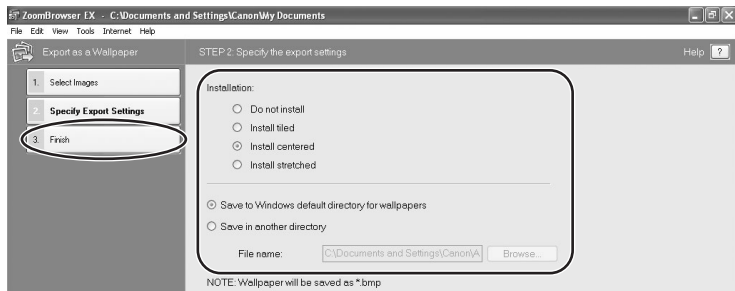 ZoomBrowser EX - C:\Documents and Settings\Canon\My Documents
File Edit View Tools Internet Help
Export as a Wallpaper
STEP 2: Specify the export settings
Help ?
1. Select Images
2. Specify Export Settings
3. Finish
Installation:
Do not install
Install tiled
Install centered
Install stretched
Save to Windows default directory for wallpapers
Save in another directory
File name: C:\Documents and Settings\Canon\A Browse...
NOTE: Wallpaper will be saved as *.bmp